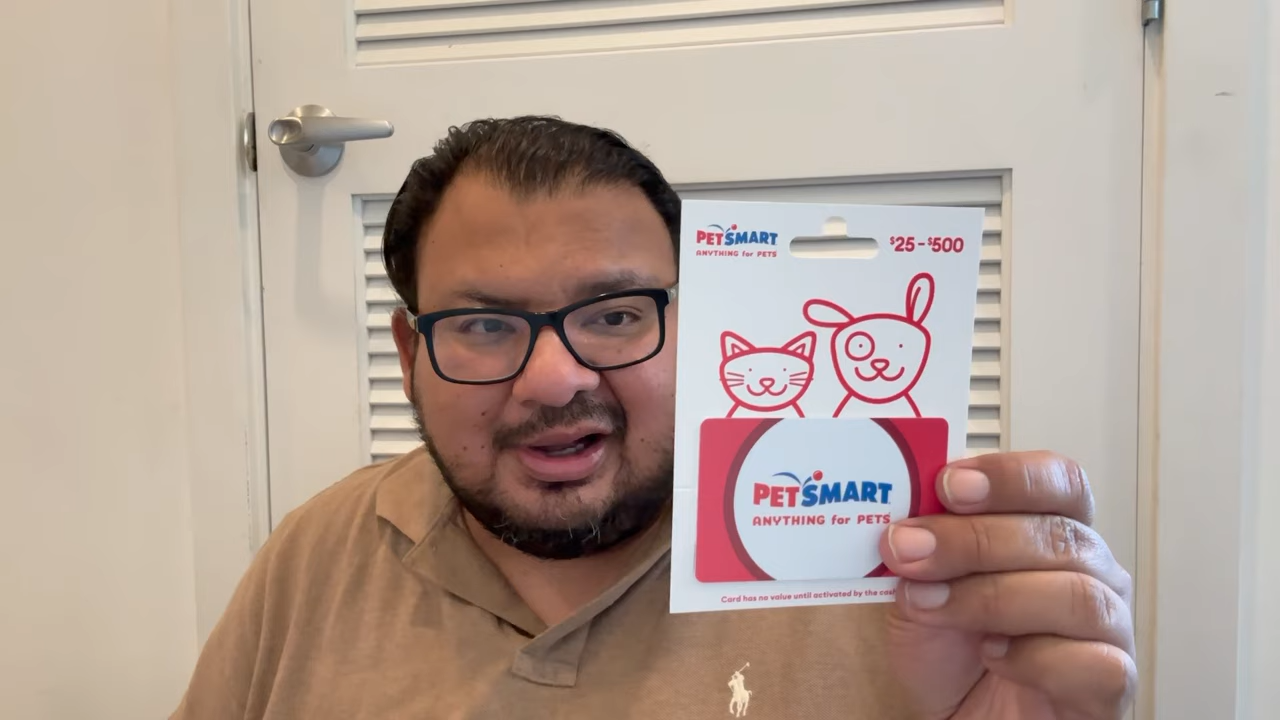 PETSMART
ANYTHING for PETS
$25-$500
PETSMART
ANYTHING for PETS
Card has no value until activated by the